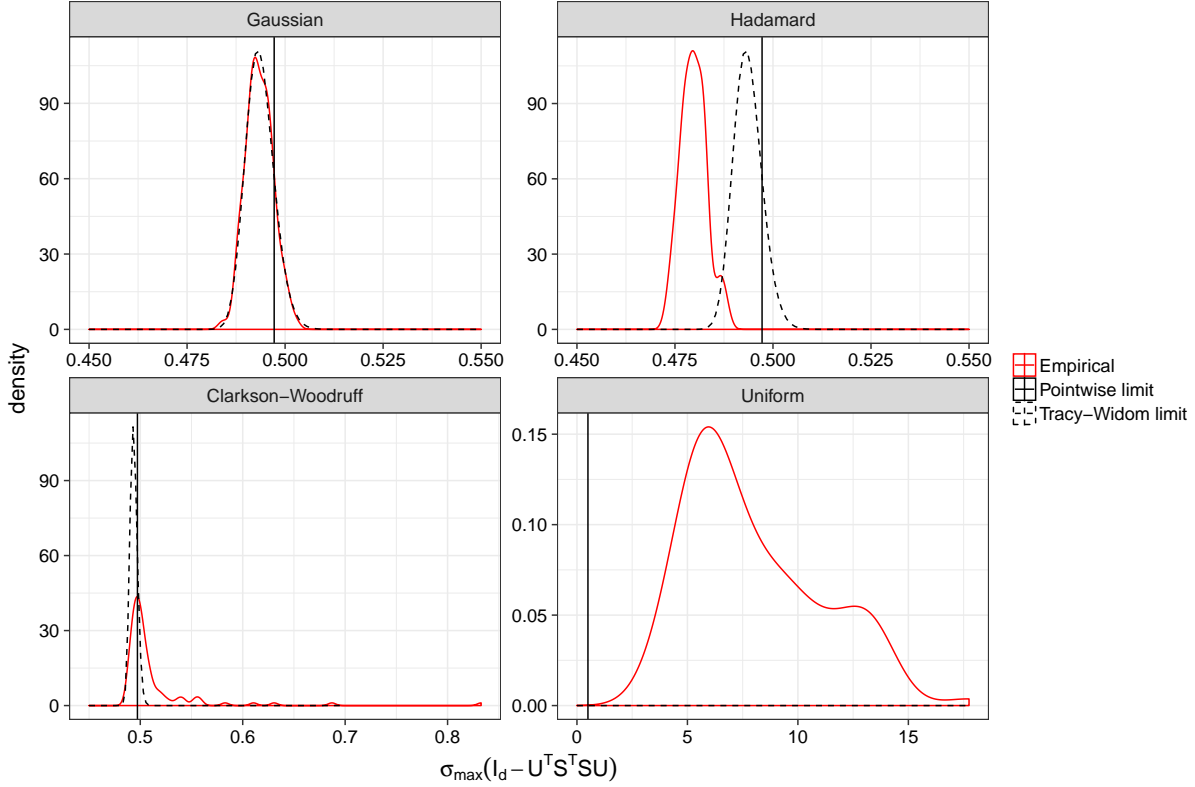 Gaussian
Hadamard
90
60
30
0
0.450 0.475 0.500 0.525 0.550
90
60
30
0
0.450 0.475 0.500 0.525 0.550
density
Clarkson−Woodruff
Uniform
90
60
30
0
0.5 0.6 0.7 0.8
0.15
0.10
0.05
0.00
0 5 10 15
σmax(Id − UᵀSᵀSU)
Empirical
Pointwise limit
Tracy−Widom limit